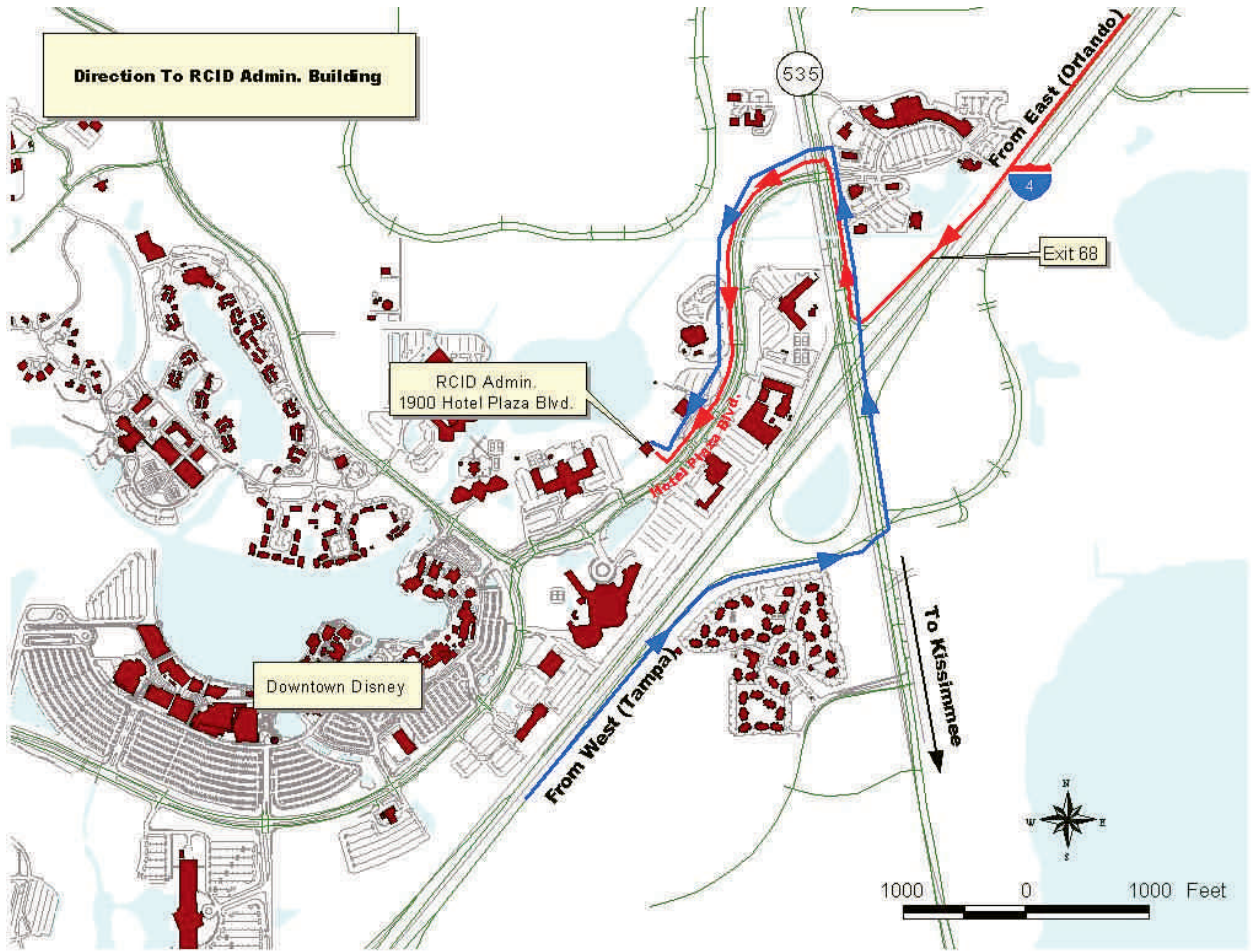 Direction To RCID Admin. Building
535
From East (Orlando)
4
Exit 68
RCID Admin.
1900 Hotel Plaza Blvd.
Hotel Plaza Blvd.
Downtown Disney
From West (Tampa)
To Kissimmee
N
W E
S
1000 0 1000 Feet